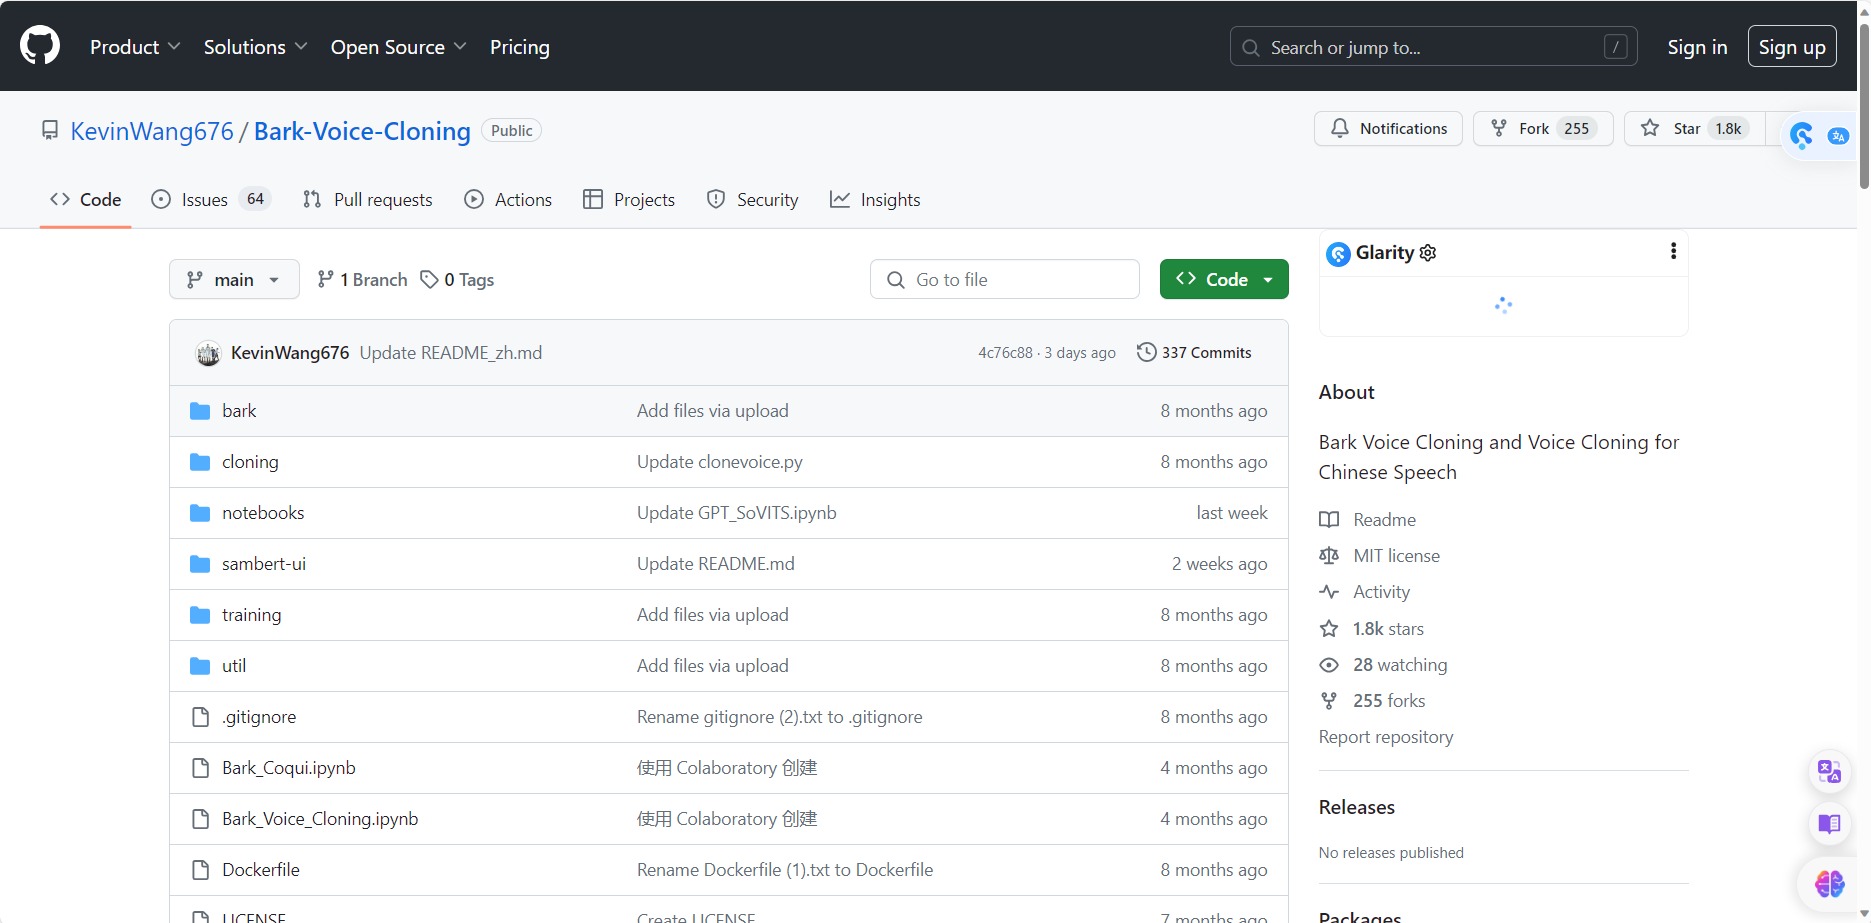 Product Solutions Open Source Pricing Search or jump to... / Sign in Sign up
KevinWang676 / Bark-Voice-Cloning Public Notifications Fork 255 Star 1.8k
Code Issues 64 Pull requests Actions Projects Security Insights
main 1 Branch 0 Tags Go to file Code
KevinWang676 Update README_zh.md 4c76c88 · 3 days ago 337 Commits
bark Add files via upload 8 months ago
cloning Update clonevoice.py 8 months ago
notebooks Update GPT_SoVITS.ipynb last week
sambert-ui Update README.md 2 weeks ago
training Add files via upload 8 months ago
util Add files via upload 8 months ago
.gitignore Rename gitignore (2).txt to .gitignore 8 months ago
Bark_Coqui.ipynb 使用 Colaboratory 创建 4 months ago
Bark_Voice_Cloning.ipynb 使用 Colaboratory 创建 4 months ago
Dockerfile Rename Dockerfile (1).txt to Dockerfile 8 months ago
LICENSE Create LICENSE 7 months ago
Glarity
About
Bark Voice Cloning and Voice Cloning for
Chinese Speech
Readme
MIT license
Activity
1.8k stars
28 watching
255 forks
Report repository
Releases
No releases published
Packages